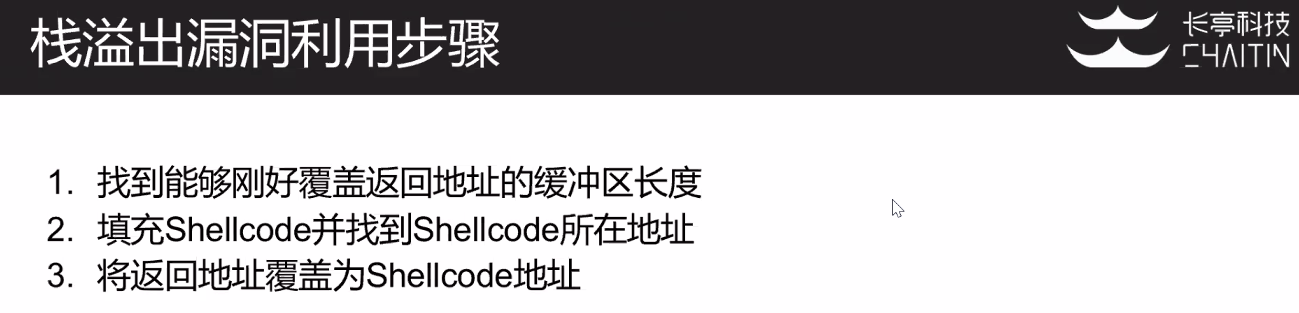 栈溢出漏洞利用步骤
长亭科技
CHAITIN
1. 找到能够刚好覆盖返回地址的缓冲区长度
2. 填充Shellcode并找到Shellcode所在地址
3. 将返回地址覆盖为Shellcode地址